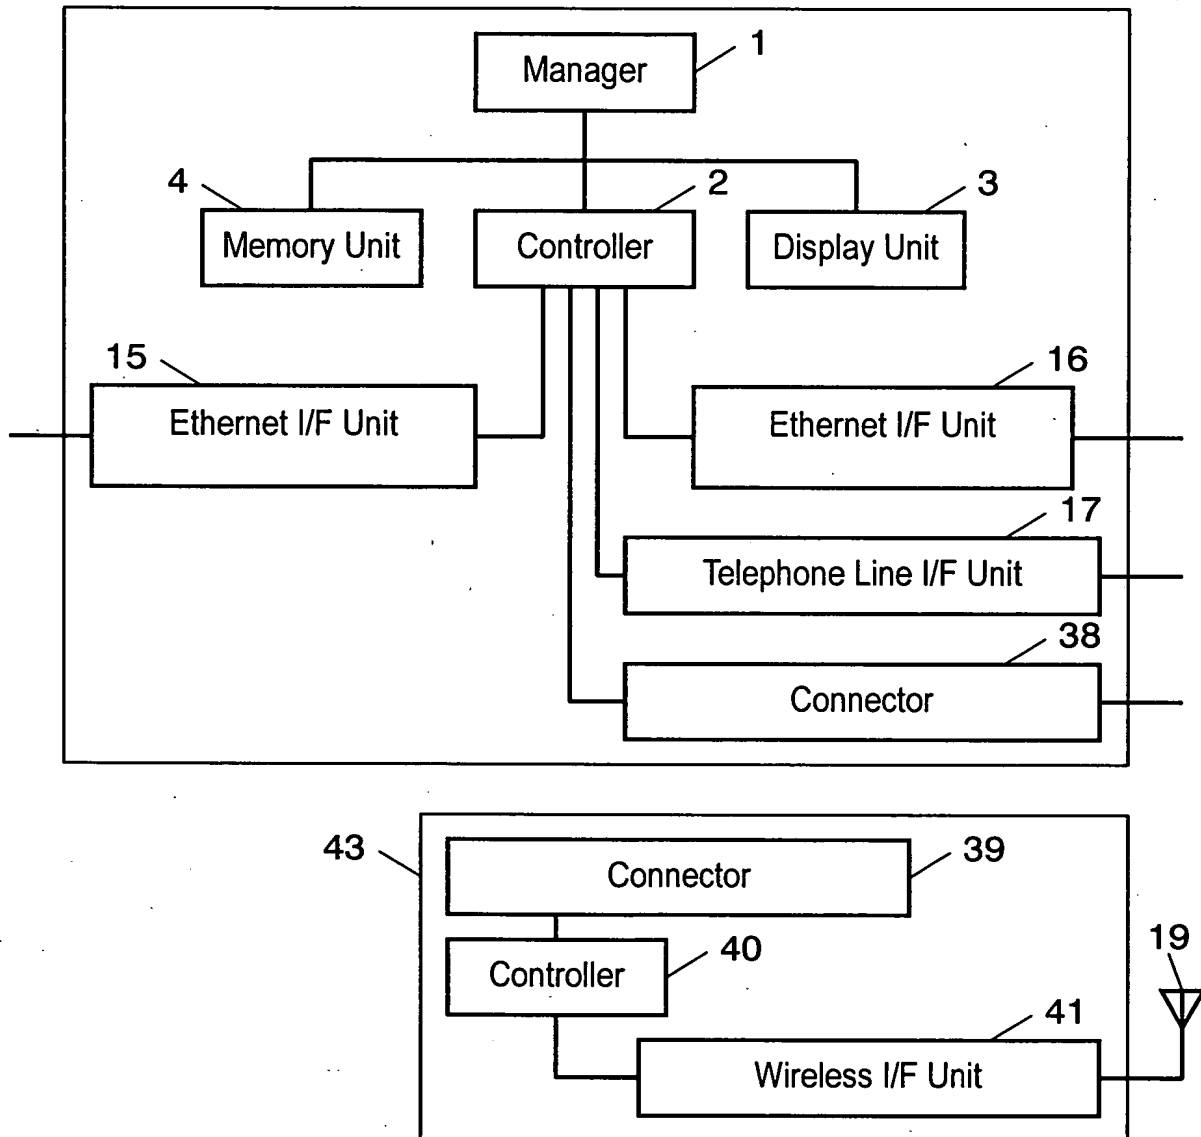 1
Manager
4
2
3
Memory Unit
Controller
Display Unit
15
16
Ethernet I/F Unit
Ethernet I/F Unit
17
Telephone Line I/F Unit
38
Connector
43
39
Connector
40
19
Controller
41
Wireless I/F Unit